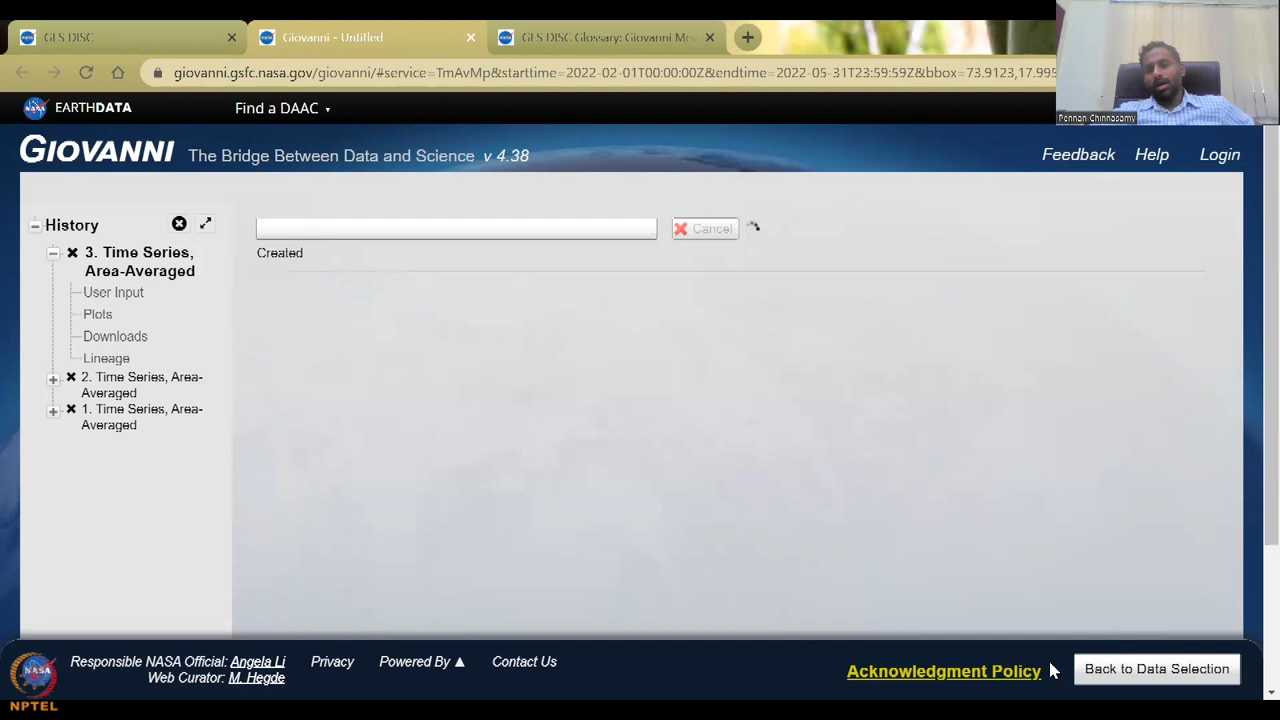 GES DISC
Giovanni - Untitled
GES DISC Glossary: Giovanni Me
giovanni.gsfc.nasa.gov/giovanni/#service=TmAvMp&starttime=2022-02-01T00:00:00Z&endtime=2022-05-31T23:59:59Z&bbox=73.9123,17.995
Pennan Chinnasamy
EARTHDATA
Find a DAAC
GIOVANNI The Bridge Between Data and Science v 4.38
Feedback Help Login
History
3. Time Series, Area-Averaged
User Input
Plots
Downloads
Lineage
2. Time Series, Area-
Averaged
1. Time Series, Area-
Averaged
Cancel
Created
Responsible NASA Official: Angela Li
Web Curator: M. Hegde
Privacy
Powered By
Contact Us
Acknowledgment Policy
Back to Data Selection
NPTEL